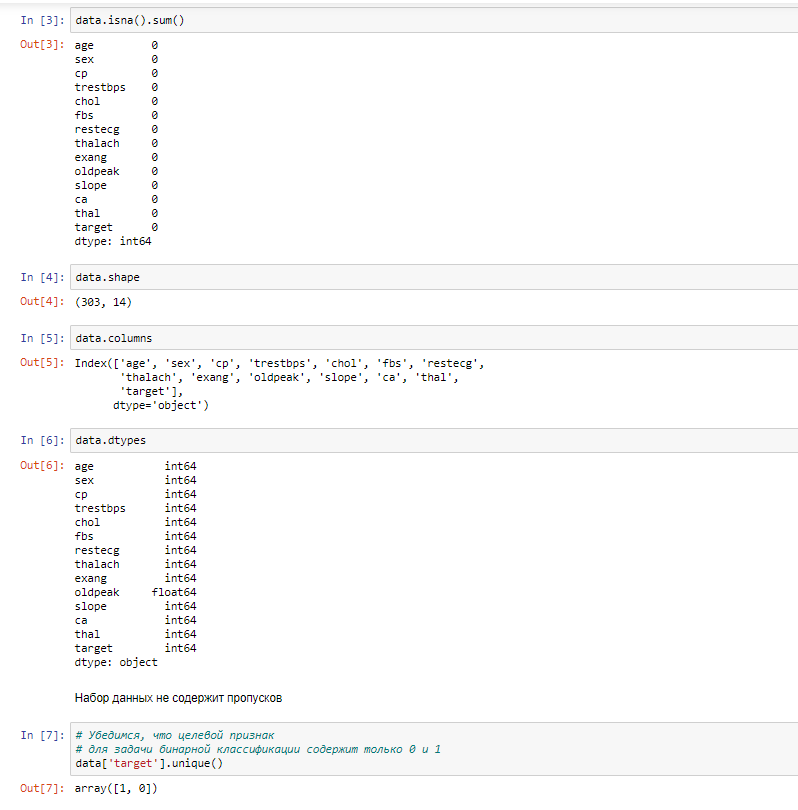 In [3]: data.isna().sum()
Out[3]: age 0
sex 0
cp 0
trestbps 0
chol 0
fbs 0
restecg 0
thalach 0
exang 0
oldpeak 0
slope 0
ca 0
thal 0
target 0
dtype: int64
In [4]: data.shape
Out[4]: (303, 14)
In [5]: data.columns
Out[5]: Index(['age', 'sex', 'cp', 'trestbps', 'chol', 'fbs', 'restecg',
'thalach', 'exang', 'oldpeak', 'slope', 'ca', 'thal',
'target'],
dtype='object')
In [6]: data.dtypes
Out[6]: age int64
sex int64
cp int64
trestbps int64
chol int64
fbs int64
restecg int64
thalach int64
exang int64
oldpeak float64
slope int64
ca int64
thal int64
target int64
dtype: object
Набор данных не содержит пропусков
In [7]: # Убедимся, что целевой признак
# для задачи бинарной классификации содержит только 0 и 1
data['target'].unique()
Out[7]: array([1, 0])